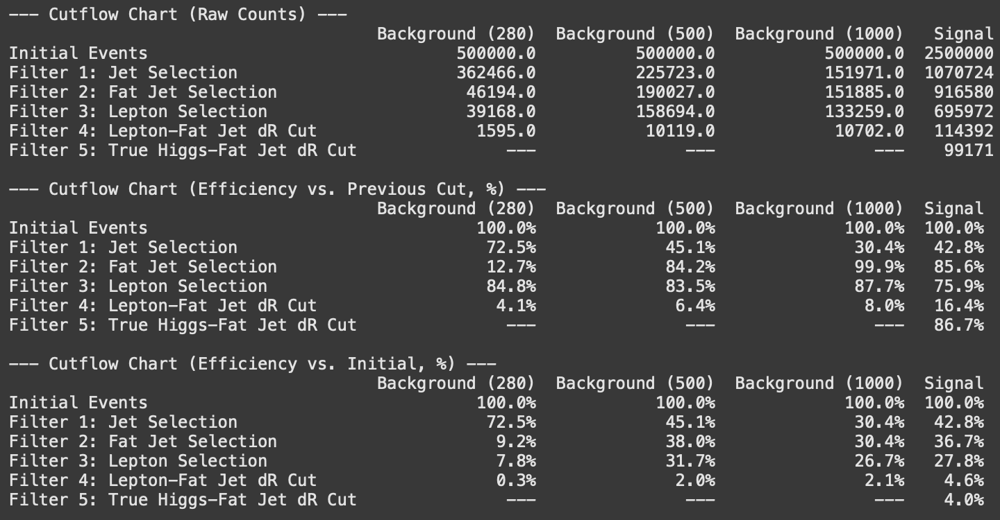 --- Cutflow Chart (Raw Counts) ---
Background (280) Background (500) Background (1000) Signal
Initial Events 500000.0 500000.0 500000.0 2500000
Filter 1: Jet Selection 362466.0 225723.0 151971.0 1070724
Filter 2: Fat Jet Selection 46194.0 190027.0 151885.0 916580
Filter 3: Lepton Selection 39168.0 158694.0 133259.0 695972
Filter 4: Lepton-Fat Jet dR Cut 1595.0 10119.0 10702.0 114392
Filter 5: True Higgs-Fat Jet dR Cut --- --- --- 99171
--- Cutflow Chart (Efficiency vs. Previous Cut, %) ---
Background (280) Background (500) Background (1000) Signal
Initial Events 100.0% 100.0% 100.0% 100.0%
Filter 1: Jet Selection 72.5% 45.1% 30.4% 42.8%
Filter 2: Fat Jet Selection 12.7% 84.2% 99.9% 85.6%
Filter 3: Lepton Selection 84.8% 83.5% 87.7% 75.9%
Filter 4: Lepton-Fat Jet dR Cut 4.1% 6.4% 8.0% 16.4%
Filter 5: True Higgs-Fat Jet dR Cut --- --- --- 86.7%
--- Cutflow Chart (Efficiency vs. Initial, %) ---
Background (280) Background (500) Background (1000) Signal
Initial Events 100.0% 100.0% 100.0% 100.0%
Filter 1: Jet Selection 72.5% 45.1% 30.4% 42.8%
Filter 2: Fat Jet Selection 9.2% 38.0% 30.4% 36.7%
Filter 3: Lepton Selection 7.8% 31.7% 26.7% 27.8%
Filter 4: Lepton-Fat Jet dR Cut 0.3% 2.0% 2.1% 4.6%
Filter 5: True Higgs-Fat Jet dR Cut --- --- --- 4.0%